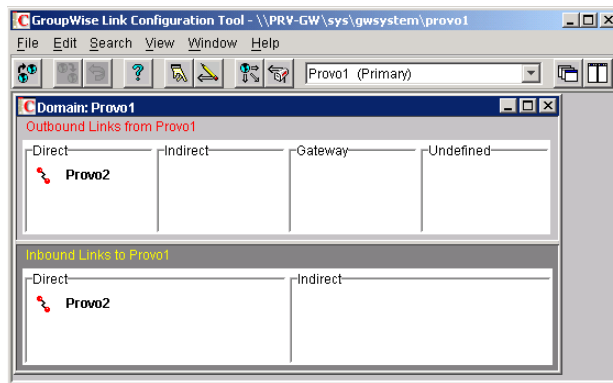 GroupWise Link Configuration Tool - \\PRV-GW\sys\gwsystem\provo1
File Edit Search View Window Help
Provo1 (Primary)
Domain: Provo1
Outbound Links from Provo1
Direct Indirect Gateway Undefined
Provo2
Inbound Links to Provo1
Direct Indirect
Provo2